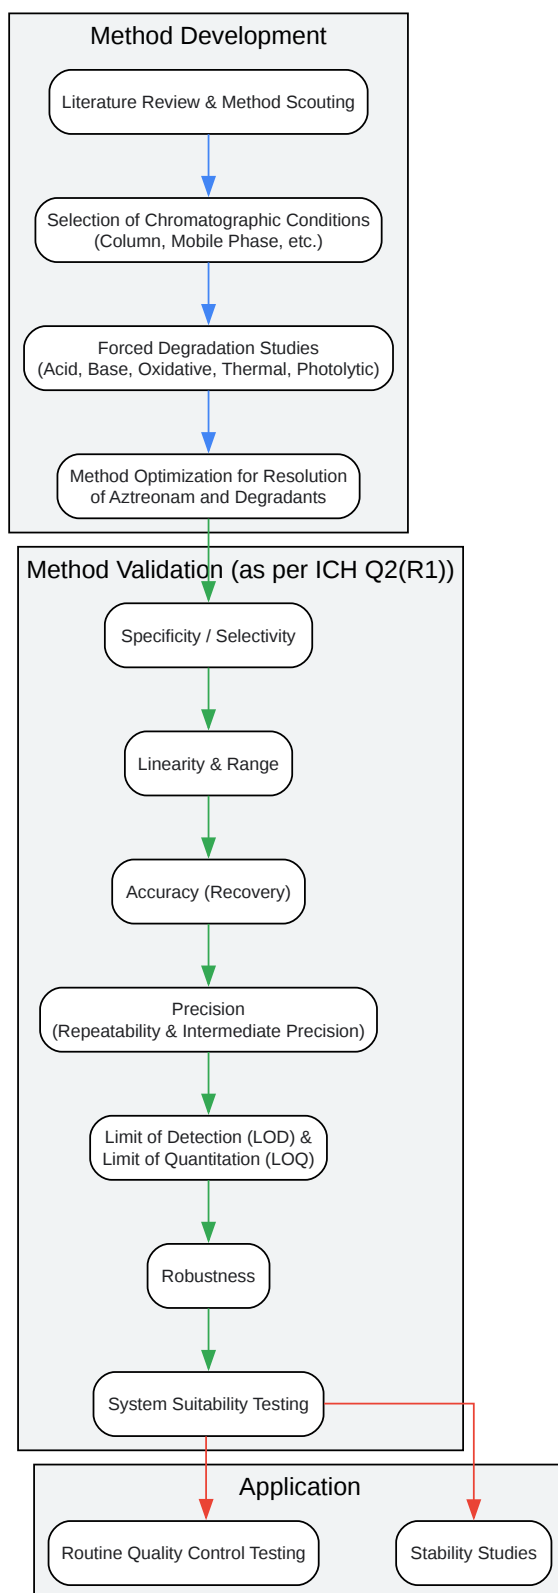 Method Development
Literature Review & Method Scouting
Selection of Chromatographic Conditions
(Column, Mobile Phase, etc.)
Forced Degradation Studies
(Acid, Base, Oxidative, Thermal, Photolytic)
Method Optimization for Resolution
of Aztreonam and Degradants
Method Validation (as per ICH Q2(R1))
Specificity / Selectivity
Linearity & Range
Accuracy (Recovery)
Precision
(Repeatability & Intermediate Precision)
Limit of Detection (LOD) &
Limit of Quantitation (LOQ)
Robustness
System Suitability Testing
Application
Routine Quality Control Testing
Stability Studies